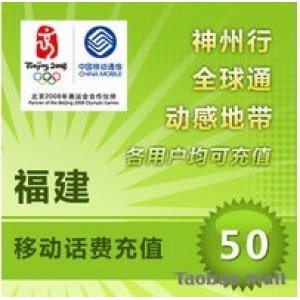 Beijing 2008
中国移动通信
CHINA MOBILE
北京2008年奥运会合作伙伴
Partner of the Beijing 2008 Olympic Games
神州行
全球通
动感地带
各用户均可充值
福建
移动话费充值
50
Taobao mall